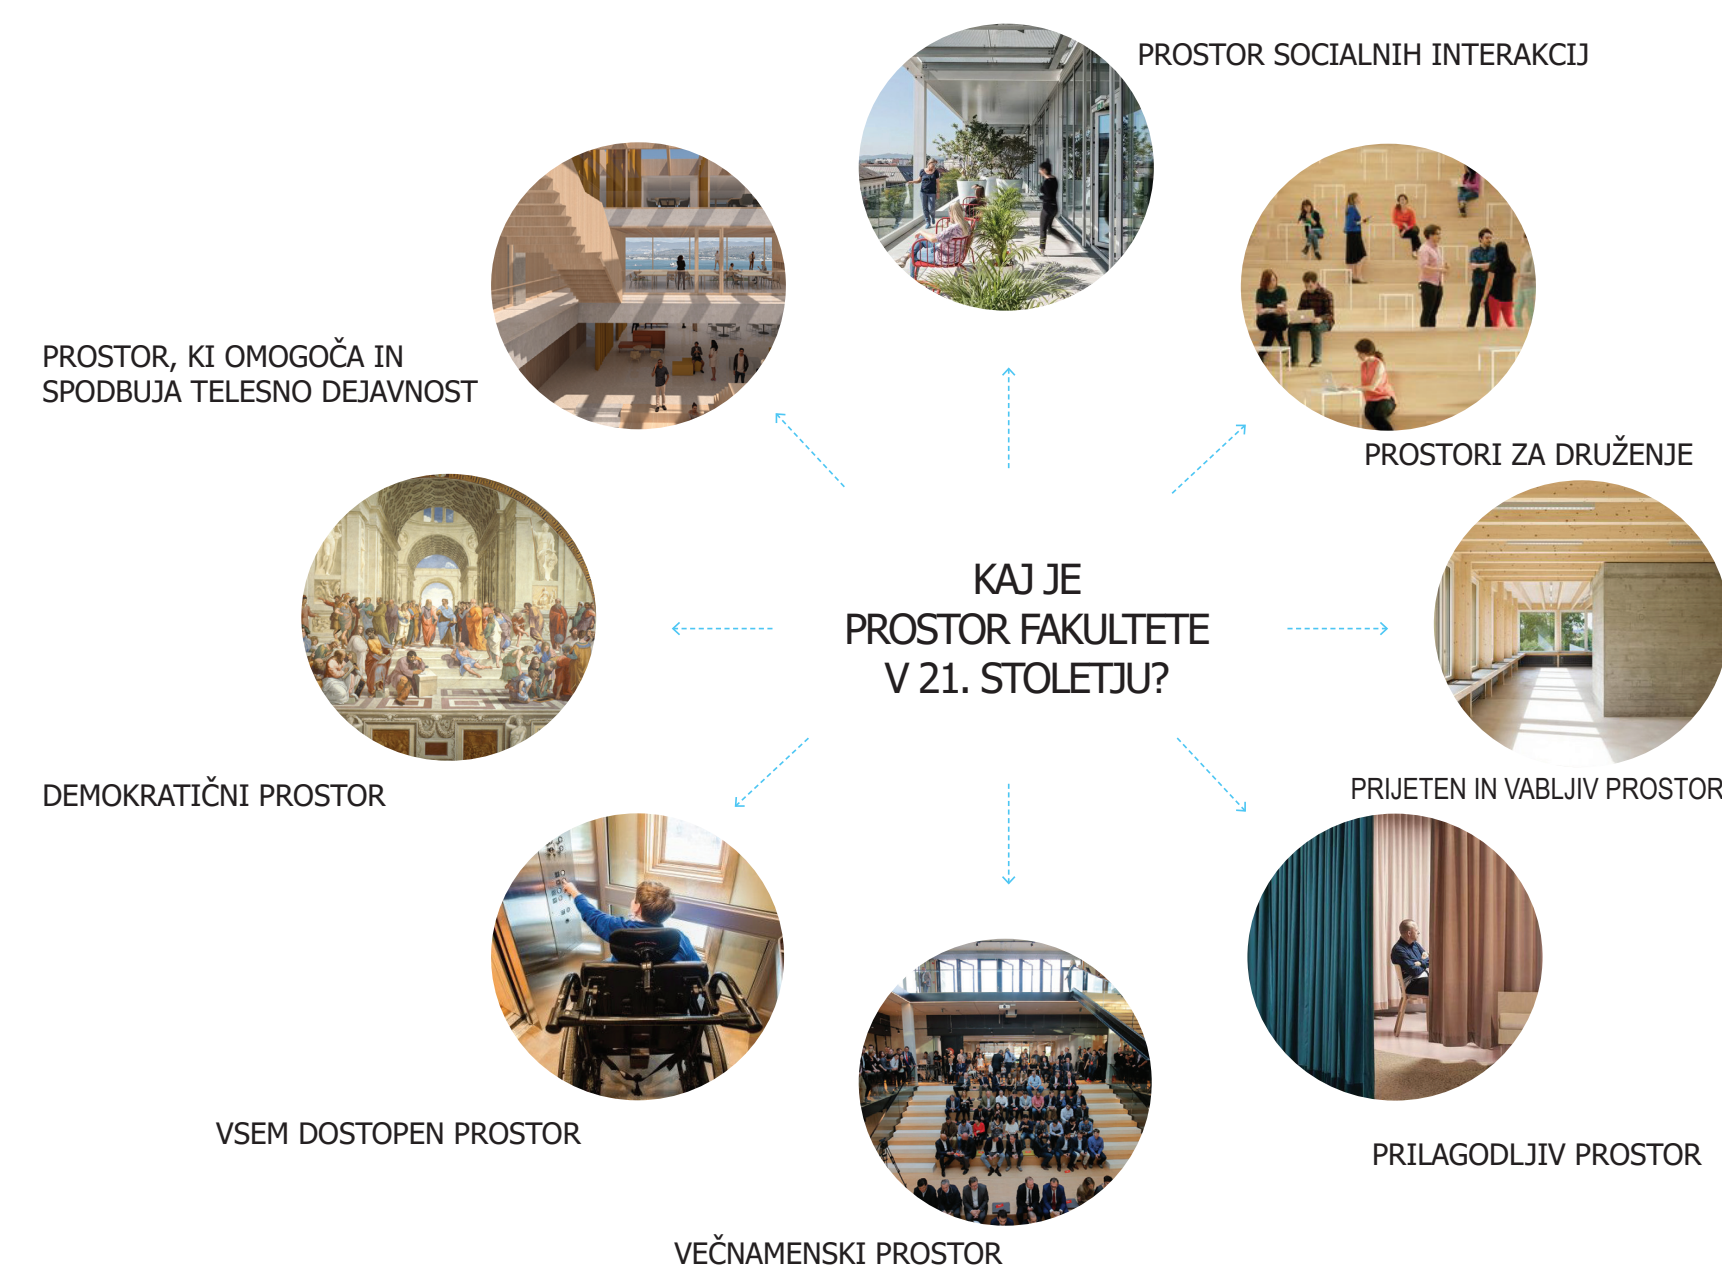 PROSTOR SOCIALNIH INTERAKCIJ
PROSTOR, KI OMOGOČA IN
SPODBUJA TELESNO DEJAVNOST
PROSTORI ZA DRUŽENJE
KAJ JE
PROSTOR FAKULTETE
V 21. STOLETJU?
DEMOKRATIČNI PROSTOR
PRIJETEN IN VABLJIV PROSTOR
VSEM DOSTOPEN PROSTOR
PRILAGODLJIV PROSTOR
VEČNAMENSKI PROSTOR